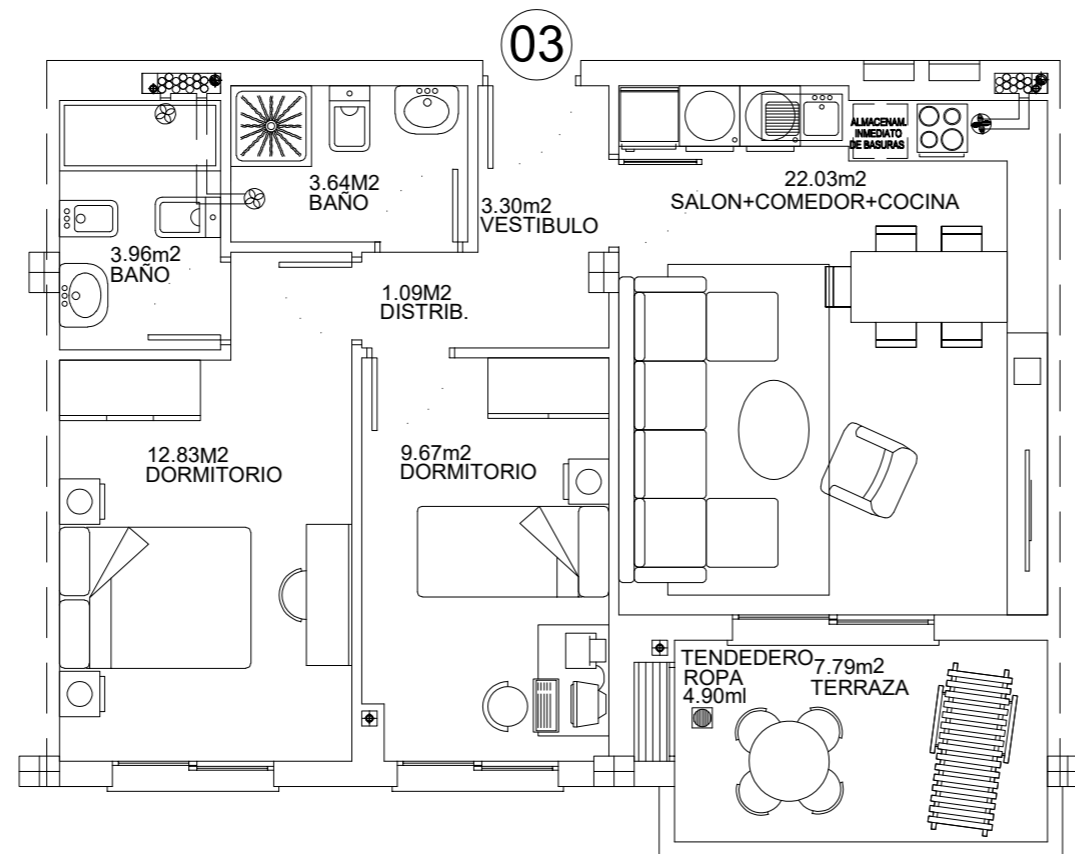 03
ALMACENAM.
INMEDIATO
DE BASURAS
3.64M2
BAÑO
22.03m2
SALON+COMEDOR+COCINA
3.30m2
VESTIBULO
3.96m2
BAÑO
1.09M2
DISTRIB.
12.83M2
DORMITORIO
9.67m2
DORMITORIO
TENDEDERO
ROPA
4.90ml
7.79m2
TERRAZA